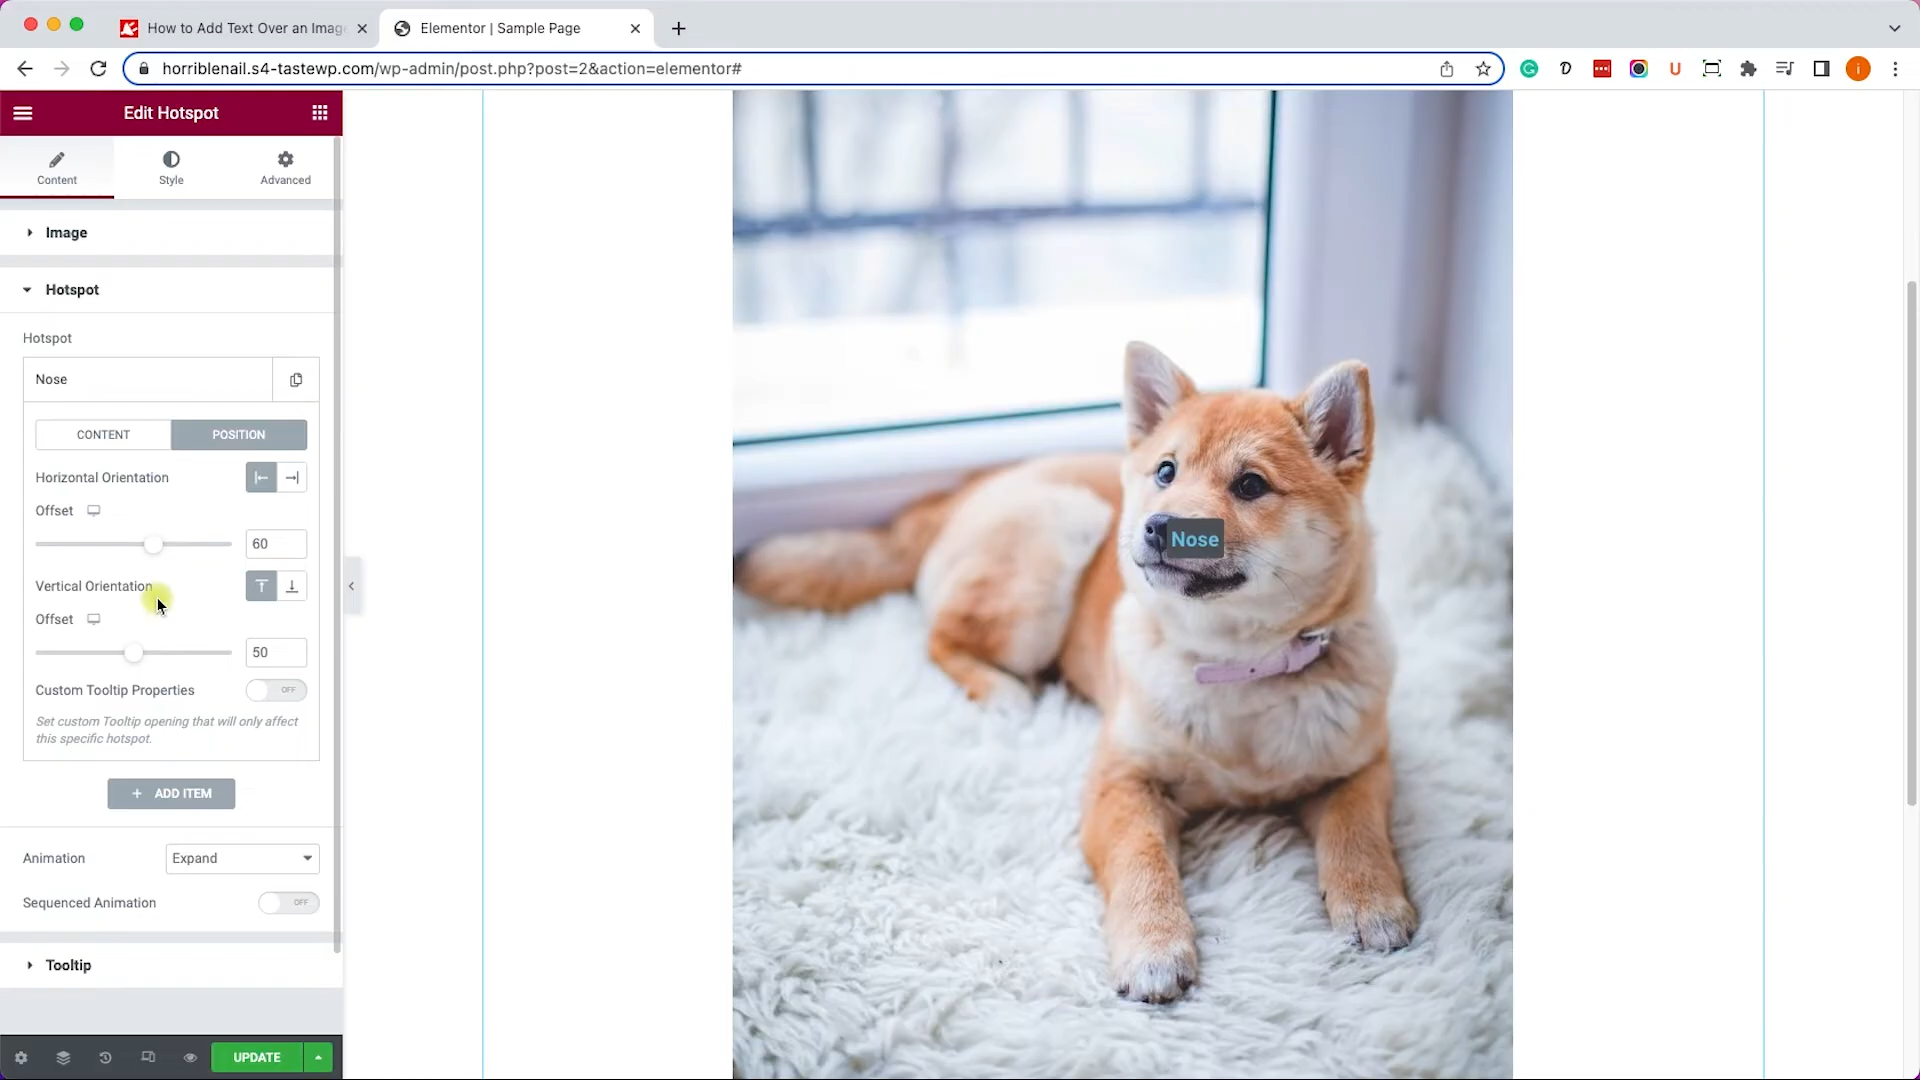 How to Add Text Over an Imag
Elementor | Sample Page
horriblenail.s4-tastewp.com/wp-admin/post.php?post=2&action=elementor#
Edit Hotspot
Content
Style
Advanced
Image
Hotspot
Hotspot
Nose
CONTENT
POSITION
Horizontal Orientation
Offset
60
Vertical Orientation
Offset
50
Custom Tooltip Properties
OFF
Set custom Tooltip opening that will only affect
this specific hotspot.
+ ADD ITEM
Animation
Expand
Sequenced Animation
OFF
Tooltip
UPDATE
Nose